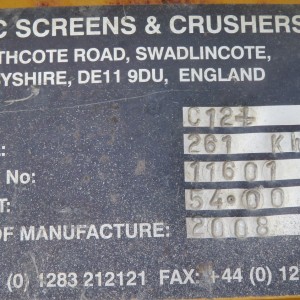 C SCREENS & CRUSHERS
THCOTE ROAD, SWADLINCOTE,
BYSHIRE, DE11 9DU, ENGLAND
C12+
: 261 KW
No: 11601
T: 54.00
OF MANUFACTURE: 2008
(0) 1283 212121 FAX: +44 (0) 12